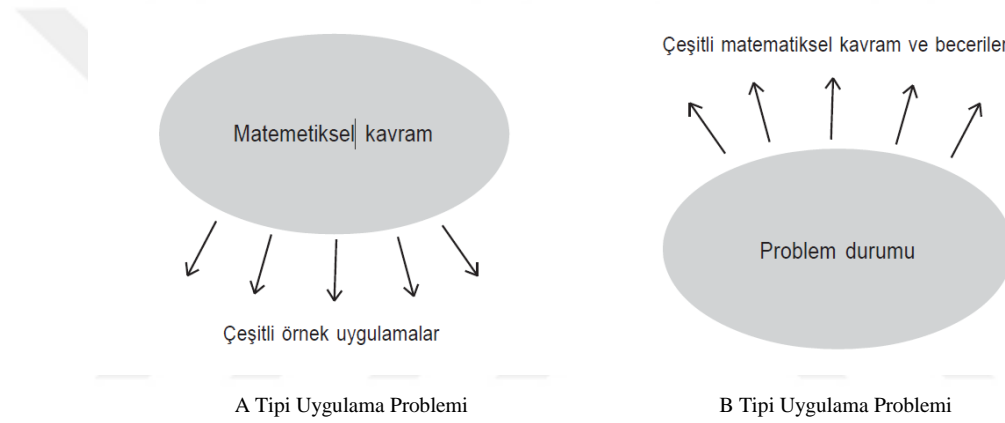 Matemetiksel kavram
Çeşitli örnek uygulamalar
A Tipi Uygulama Problemi
Çeşitli matematiksel kavram ve beceriler
Problem durumu
B Tipi Uygulama Problemi